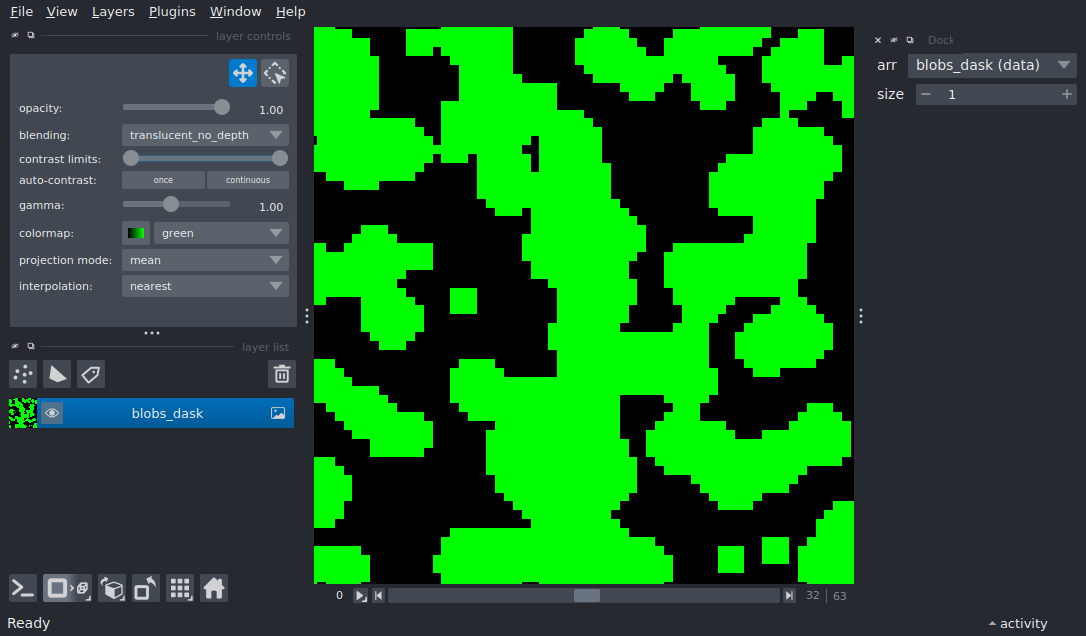 File View Layers Plugins Window Help
layer controls
opacity: 1.00
blending: translucent_no_depth
contrast limits:
auto-contrast: once continuous
gamma: 1.00
colormap: green
projection mode: mean
interpolation: nearest
layer list
blobs_dask
0 32 63
Ready
Dock
arr blobs_dask (data)
size 1
activity